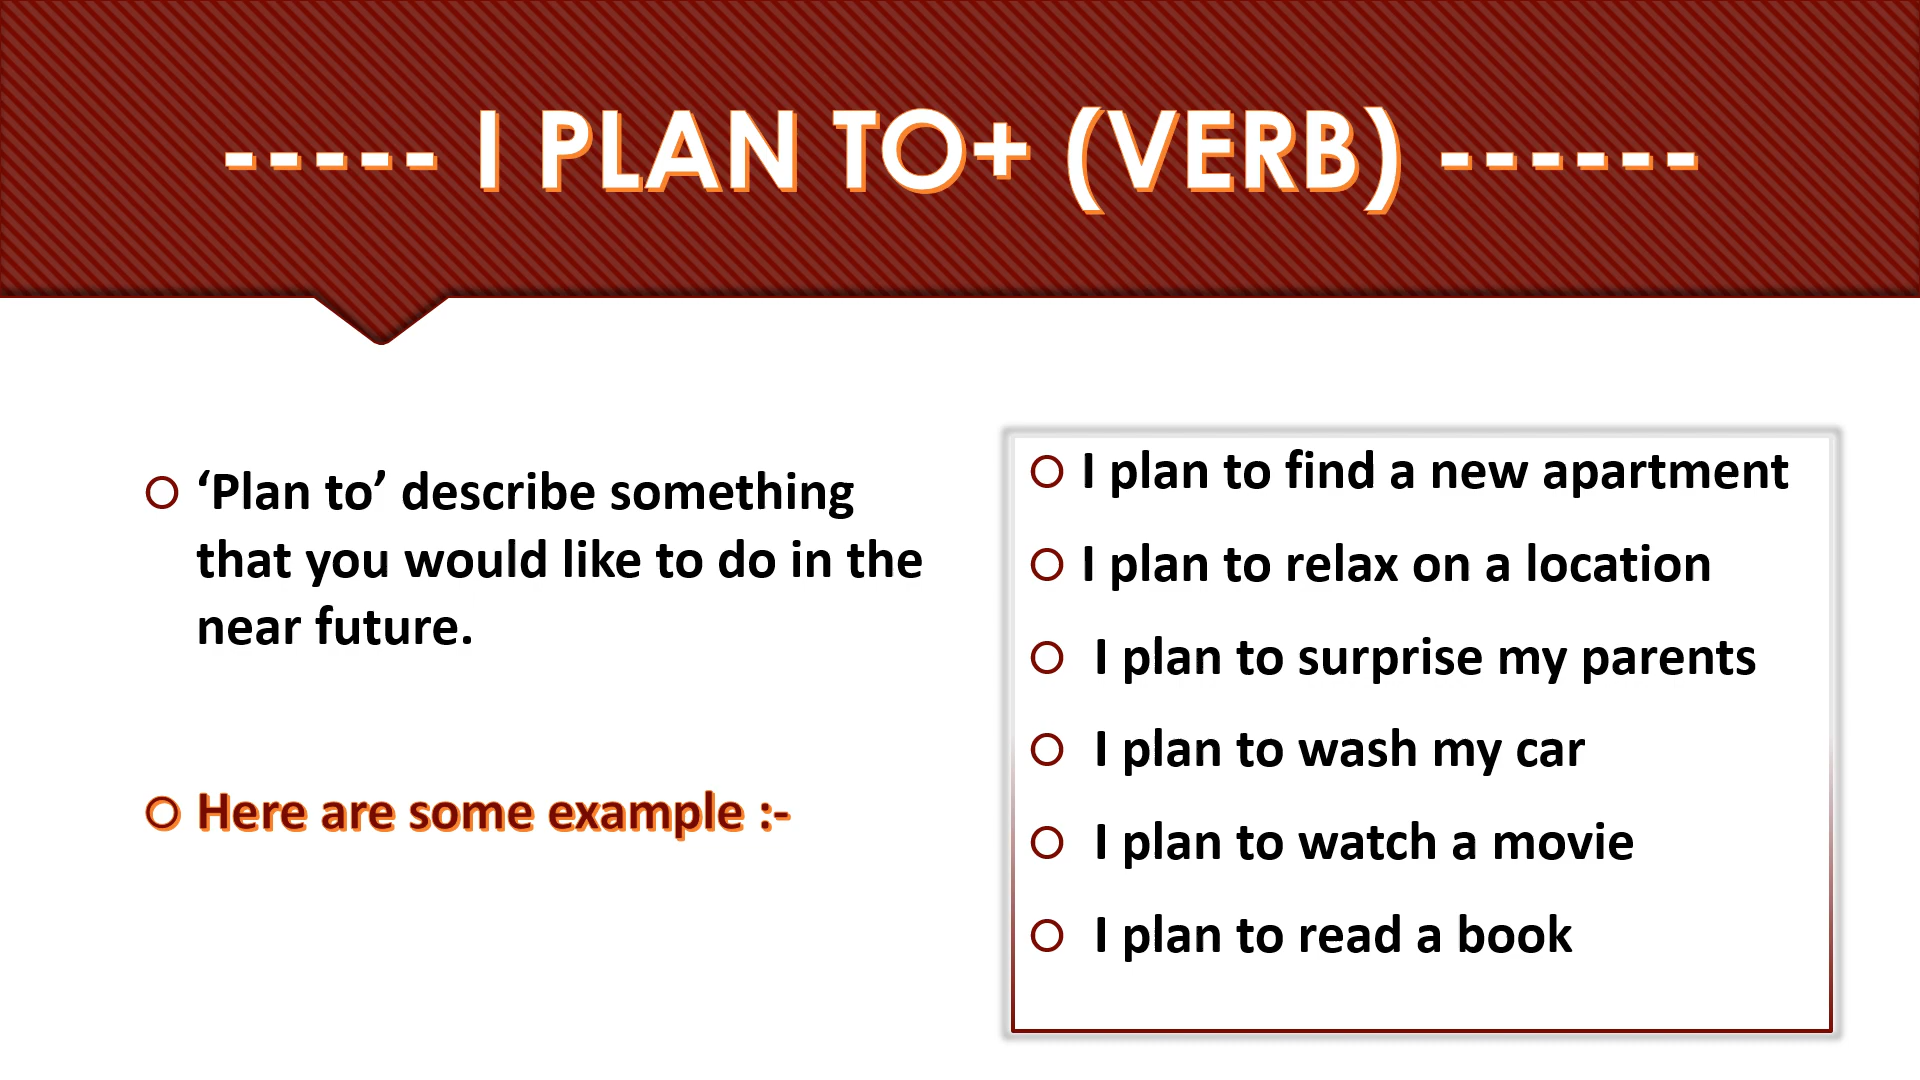 ----- I PLAN TO+ (VERB) ------
‘Plan to’ describe something
that you would like to do in the
near future.
Here are some example :-
I plan to find a new apartment
I plan to relax on a location
I plan to surprise my parents
I plan to wash my car
I plan to watch a movie
I plan to read a book